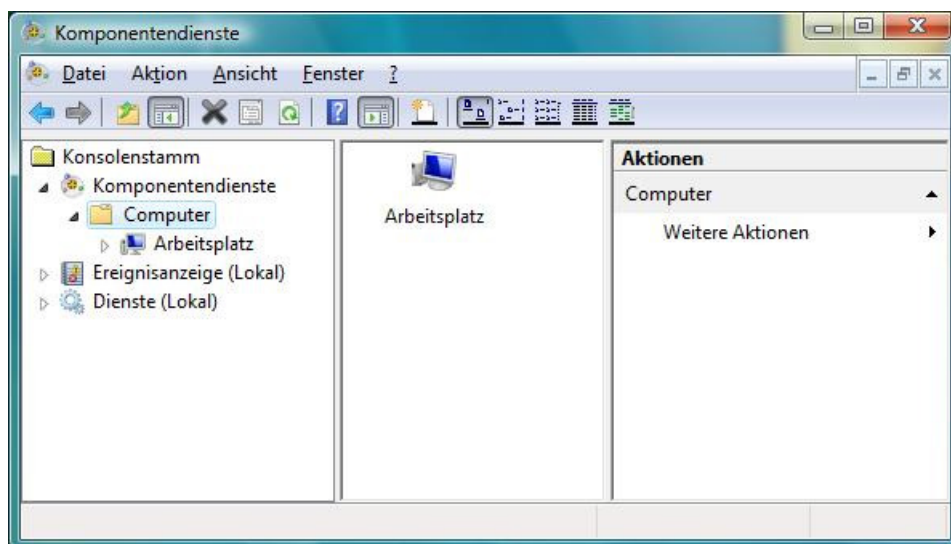 Komponentendienste
Datei Aktion Ansicht Fenster ?
Konsolenstamm
Komponentendienste
Computer
Arbeitsplatz
Ereignisanzeige (Lokal)
Dienste (Lokal)
Arbeitsplatz
Aktionen
Computer
Weitere Aktionen